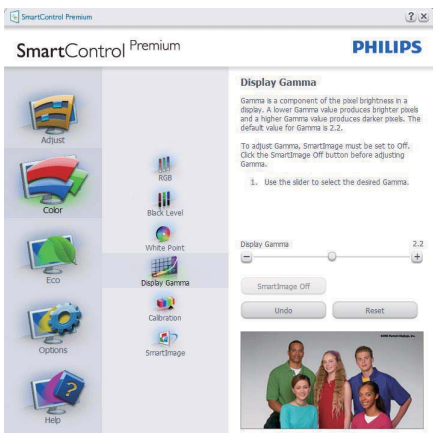 SmartControl Premium
? ×
SmartControl Premium
PHILIPS
Adjust
Color
Eco
Options
Help
RGB
Black Level
White Point
Display Gamma
Calibration
SmartImage
Display Gamma
Gamma is a component of the pixel brightness in a
display. A lower Gamma value produces brighter pixels
and a higher Gamma value produces darker pixels. The
default value for Gamma is 2.2.
To adjust Gamma, SmartImage must be set to Off.
Click the SmartImage Off button before adjusting
Gamma.
1. Use the slider to select the desired Gamma.
Display Gamma 2.2
SmartImage Off
Undo Reset